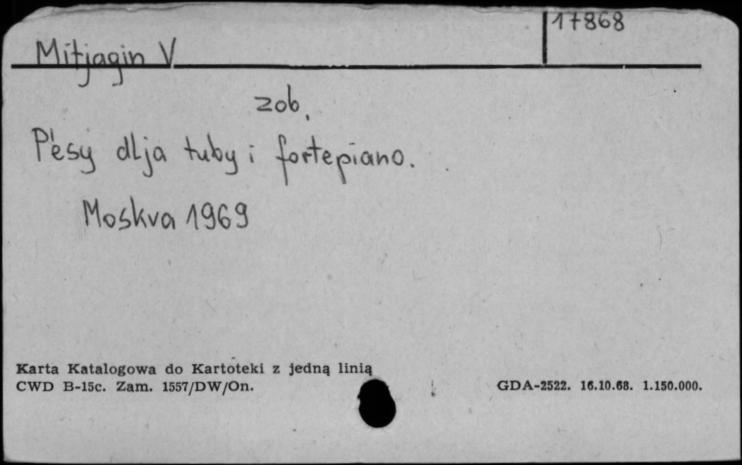 17868
Mitjagin V
zob.
P'esy dlja tuby i fortepiano.
Moskva 1969
Karta Katalogowa do Kartoteki z jedną linią
CWD B-15c. Zam. 1557/DW/On.
GDA-2522. 16.10.68. 1.150.000.